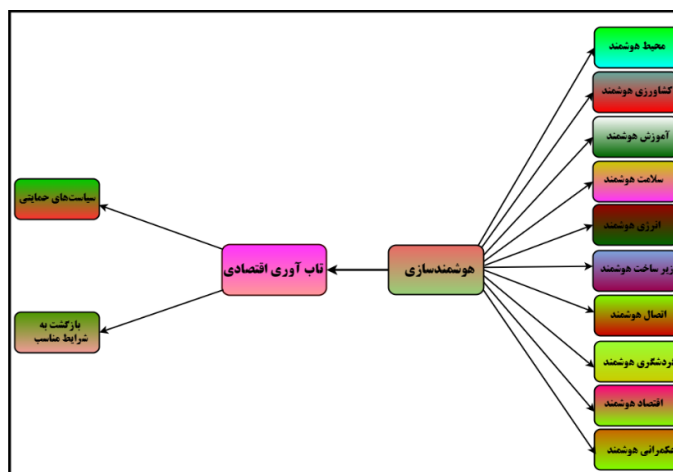 محیط هوشمند
کشاورزی هوشمند
آموزش هوشمند
سلامت هوشمند
انرژی هوشمند
زیر ساخت هوشمند
اتصال هوشمند
گردشگری هوشمند
اقتصاد هوشمند
حکمرانی هوشمند
هوشمندسازی
تاب آوری اقتصادی
سیاست‌های حمایتی
بازگشت به
شرایط مناسب